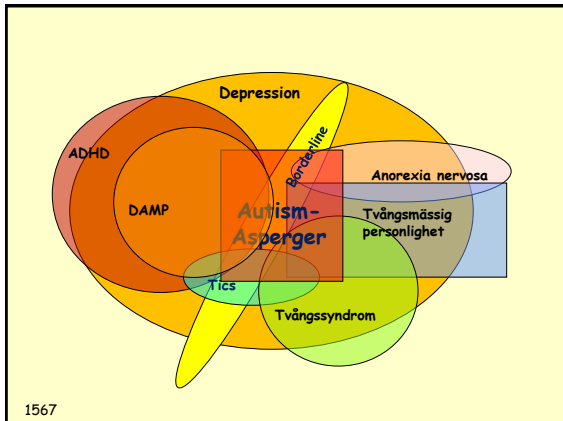 Depression
Borderline
ADHD
Anorexia nervosa
DAMP
Autism-
Asperger
Tvångsmässig
personlighet
Tics
Tvångssyndrom
1567